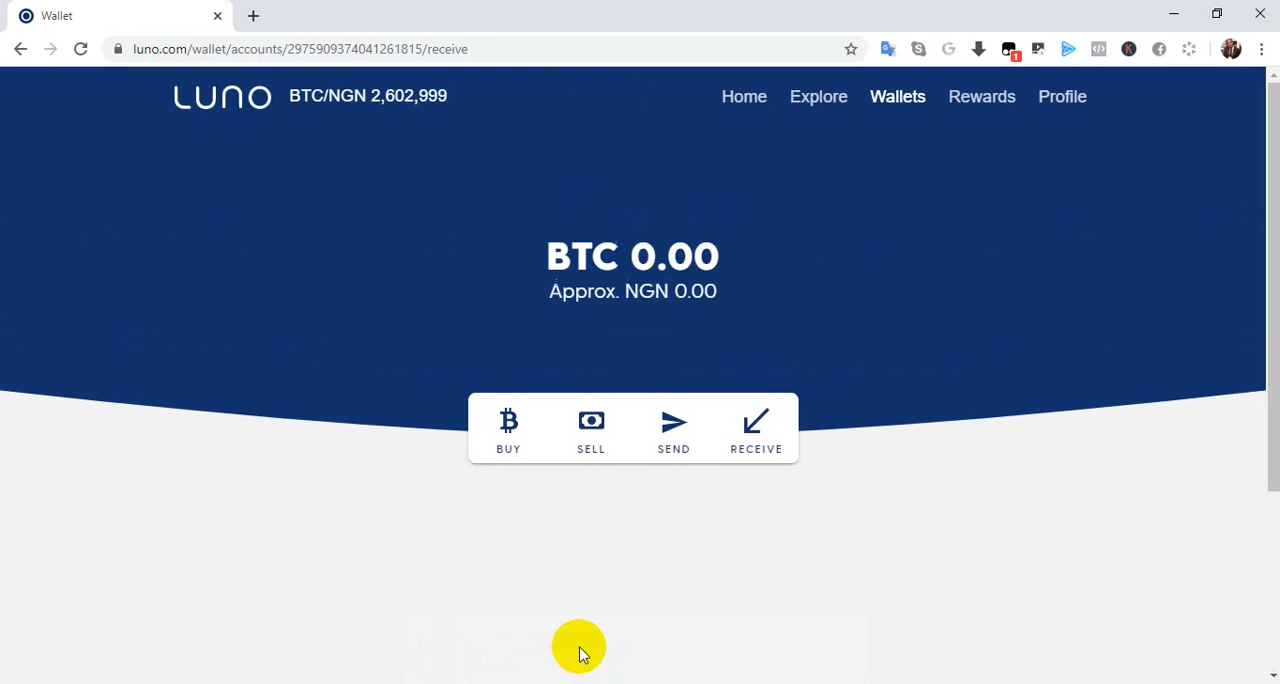 Wallet
luno.com/wallet/accounts/2975909374041261815/receive
1
LUNO BTC/NGN 2,602,999 Home Explore Wallets Rewards Profile
BTC 0.00
Approx. NGN 0.00
BUY SELL SEND RECEIVE